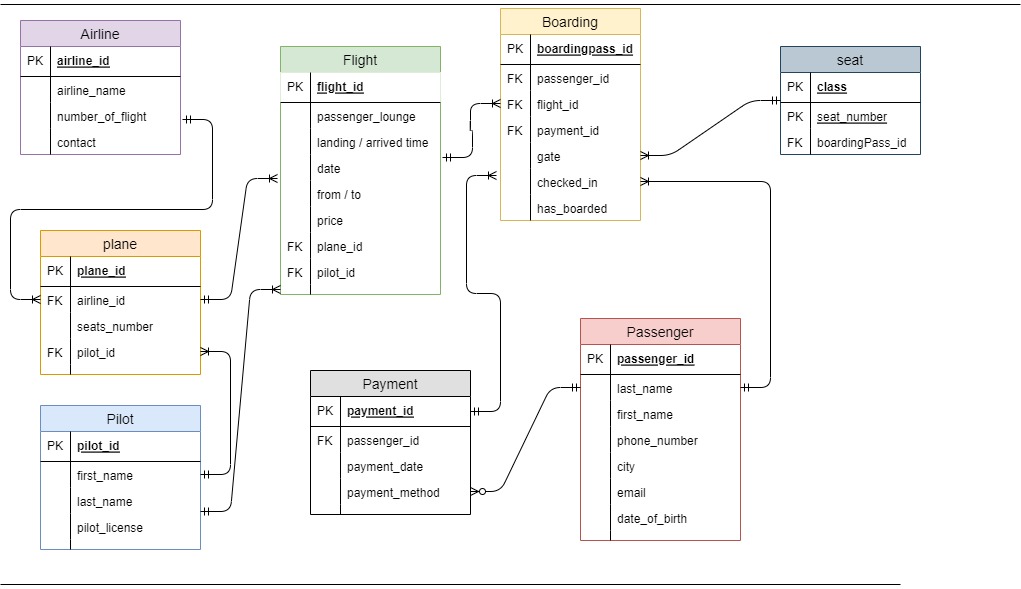 Airline
PK airline_id
airline_name
number_of_flight
contact
Flight
PK flight_id
passenger_lounge
landing / arrived time
date
from / to
price
FK plane_id
FK pilot_id
Boarding
PK boardingpass_id
FK passenger_id
FK flight_id
FK payment_id
gate
checked_in
has_boarded
seat
PK class
PK seat_number
FK boardingPass_id
plane
PK plane_id
FK airline_id
seats_number
FK pilot_id
Pilot
PK pilot_id
first_name
last_name
pilot_license
Payment
PK payment_id
FK passenger_id
payment_date
payment_method
Passenger
PK passenger_id
last_name
first_name
phone_number
city
email
date_of_birth